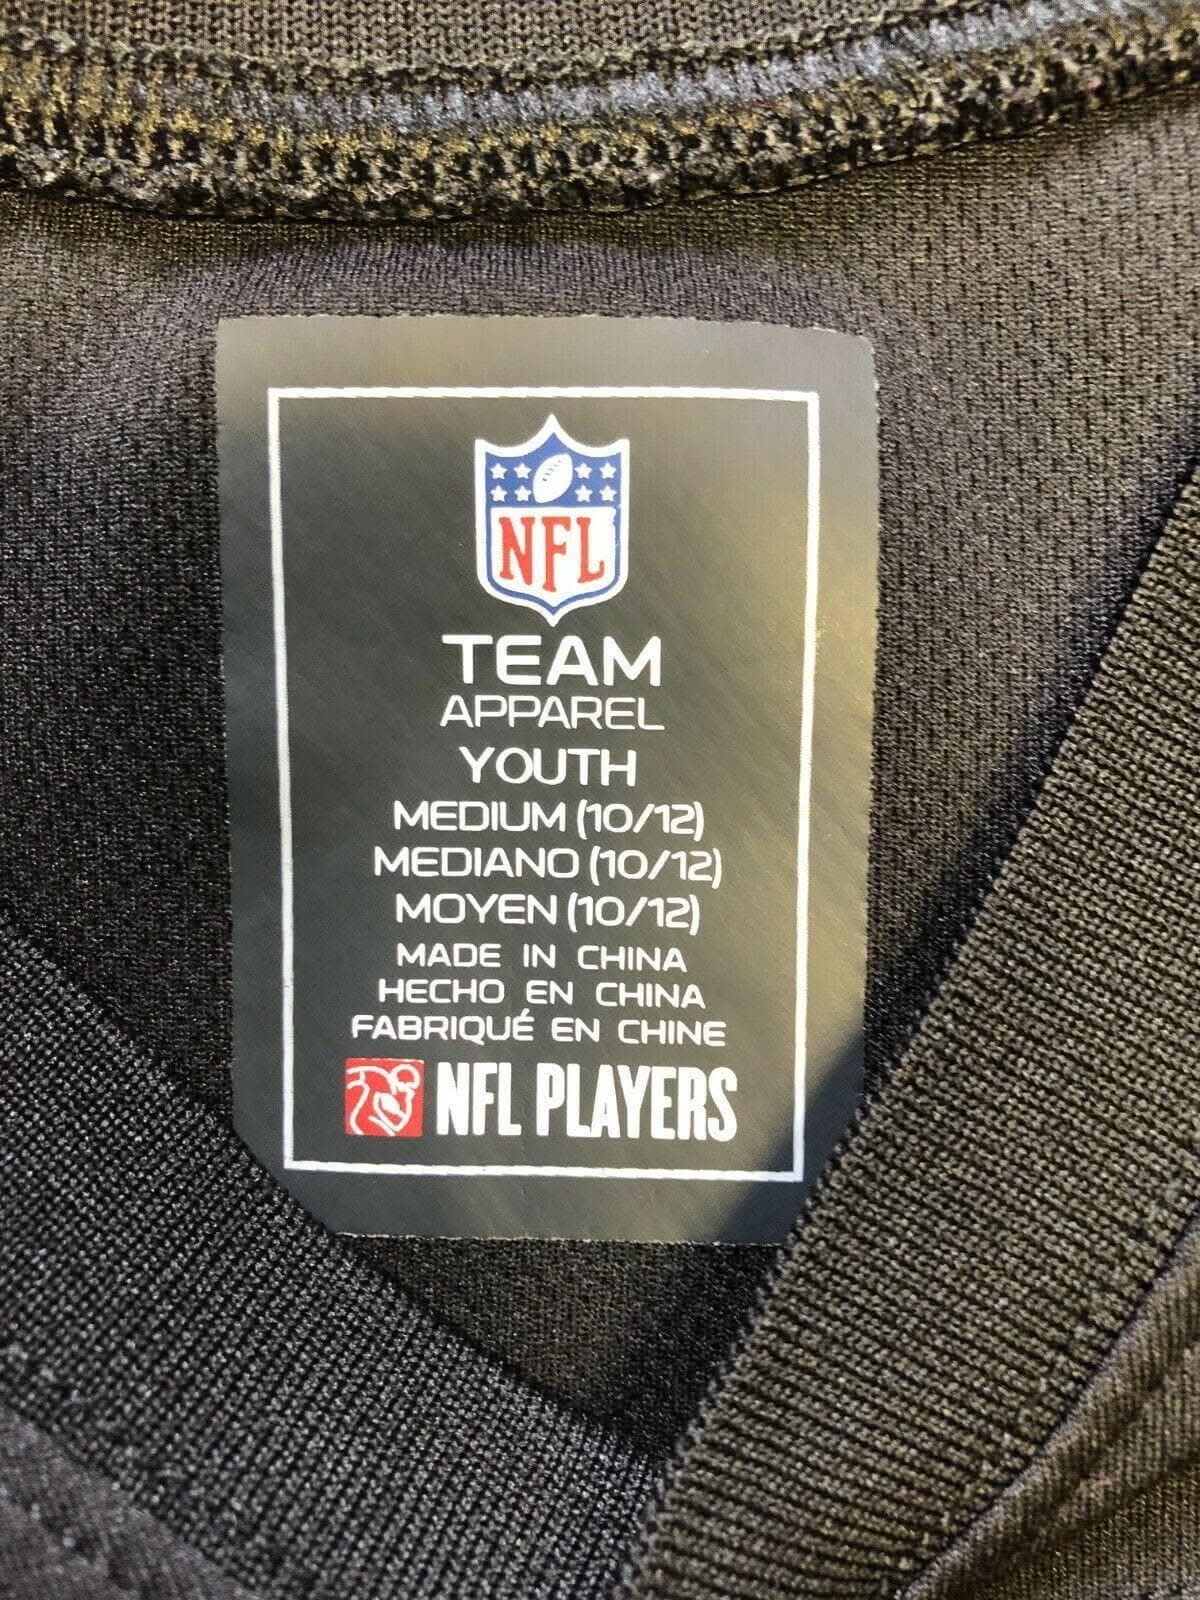 NFL
TEAM
APPAREL
YOUTH
MEDIUM (10/12)
MEDIANO (10/12)
MOYEN (10/12)
MADE IN CHINA
HECHO EN CHINA
FABRIQUÉ EN CHINE
NFL PLAYERS